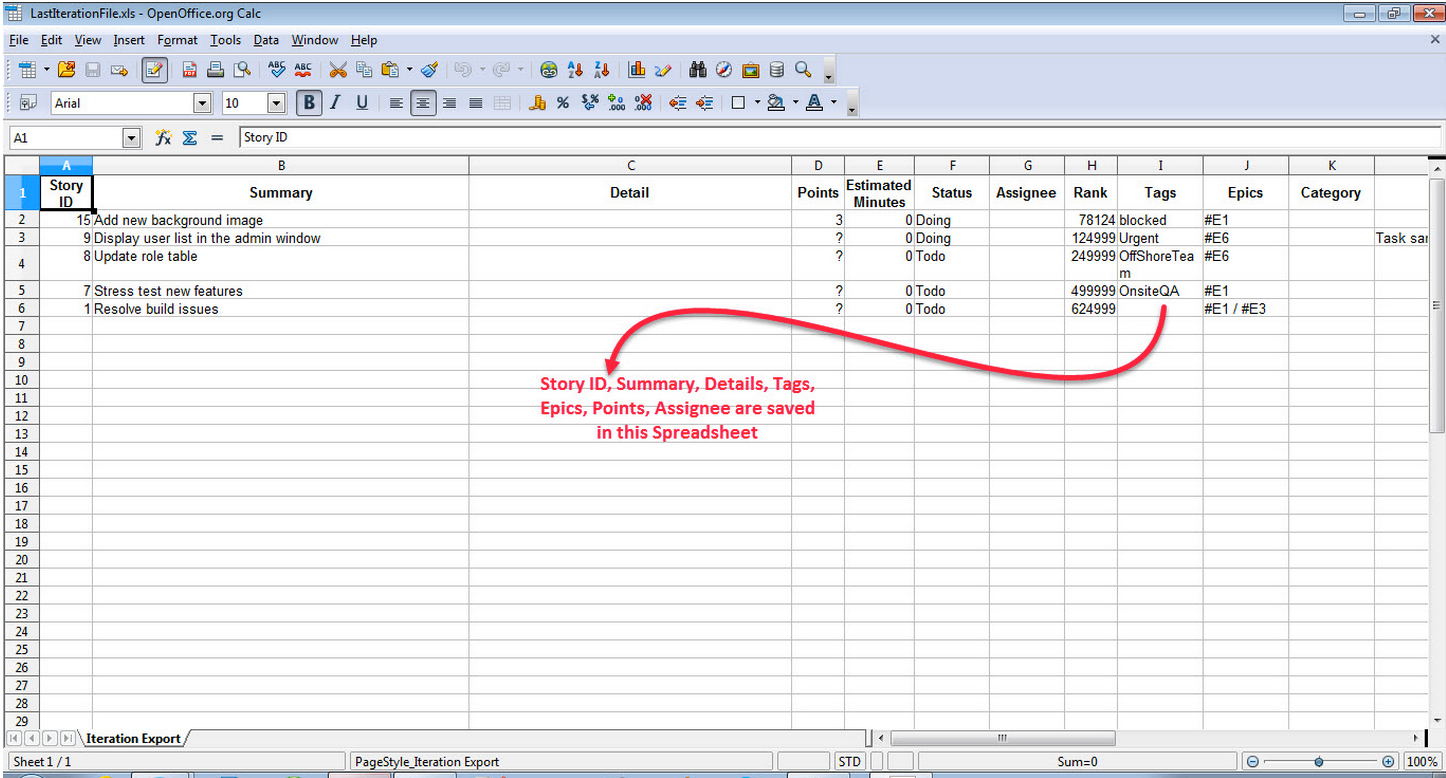 LastIterationFile.xls - OpenOffice.org Calc
File Edit View Insert Format Tools Data Window Help
Arial 10
A1 Story ID
A B C D E F G H I J K
1 Story ID Summary Detail Points Estimated Minutes Status Assignee Rank Tags Epics Category
2 15 Add new background image 3 0 Doing 78124 blocked #E1
3 9 Display user list in the admin window ? 0 Doing 124999 Urgent #E6 Task sar
4 8 Update role table ? 0 Todo 249999 OffShoreTeam #E6
5 7 Stress test new features ? 0 Todo 499999 OnsiteQA #E1
6 1 Resolve build issues ? 0 Todo 624999 #E1 / #E3
7
8
9
10
11
12
13
14
15
16
17
18
19
20
21
22
23
24
25
26
27
28
29
Story ID, Summary, Details, Tags,
Epics, Points, Assignee are saved
in this Spreadsheet
Iteration Export
Sheet 1 / 1 PageStyle_Iteration Export STD Sum=0 100%